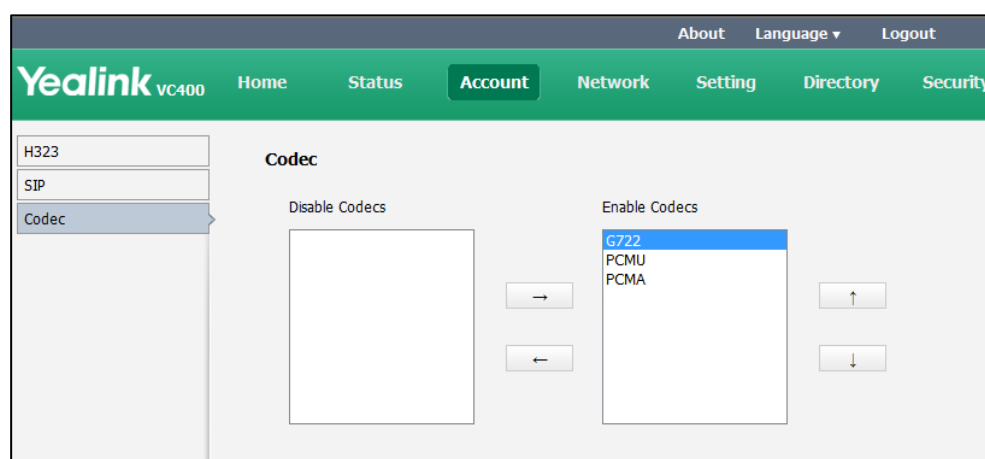 About Language ▾ Logout
Yealink VC400 Home Status Account Network Setting Directory Security
H323
SIP
Codec
Codec
Disable Codecs Enable Codecs
G722
PCMU
PCMA
→ ↑
← ↓